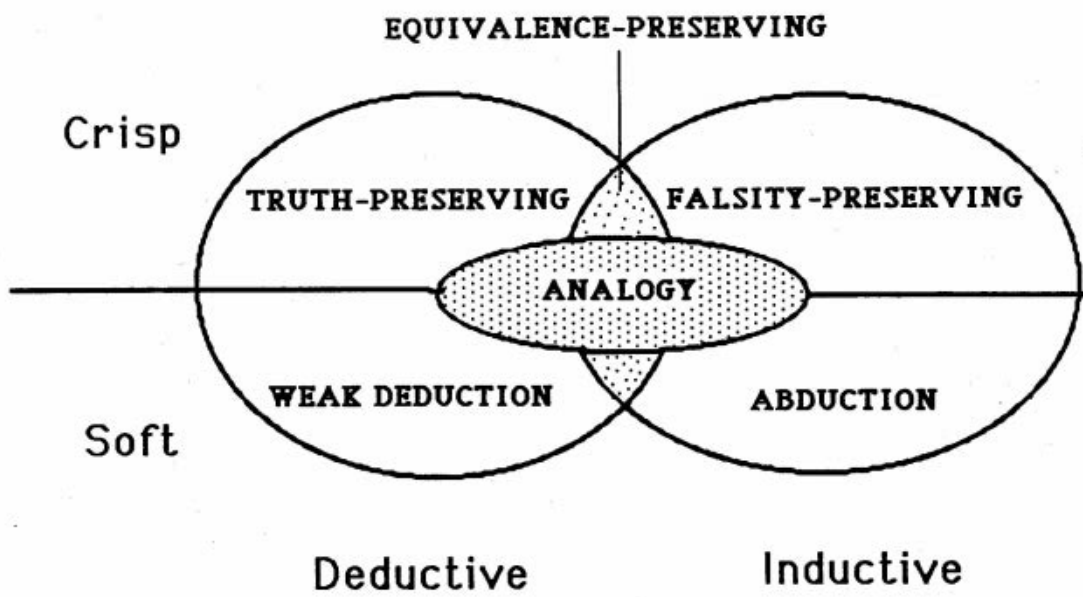 EQUIVALENCE-PRESERVING
Crisp
TRUTH-PRESERVING
FALSITY-PRESERVING
ANALOGY
WEAK DEDUCTION
ABDUCTION
Soft
Deductive
Inductive